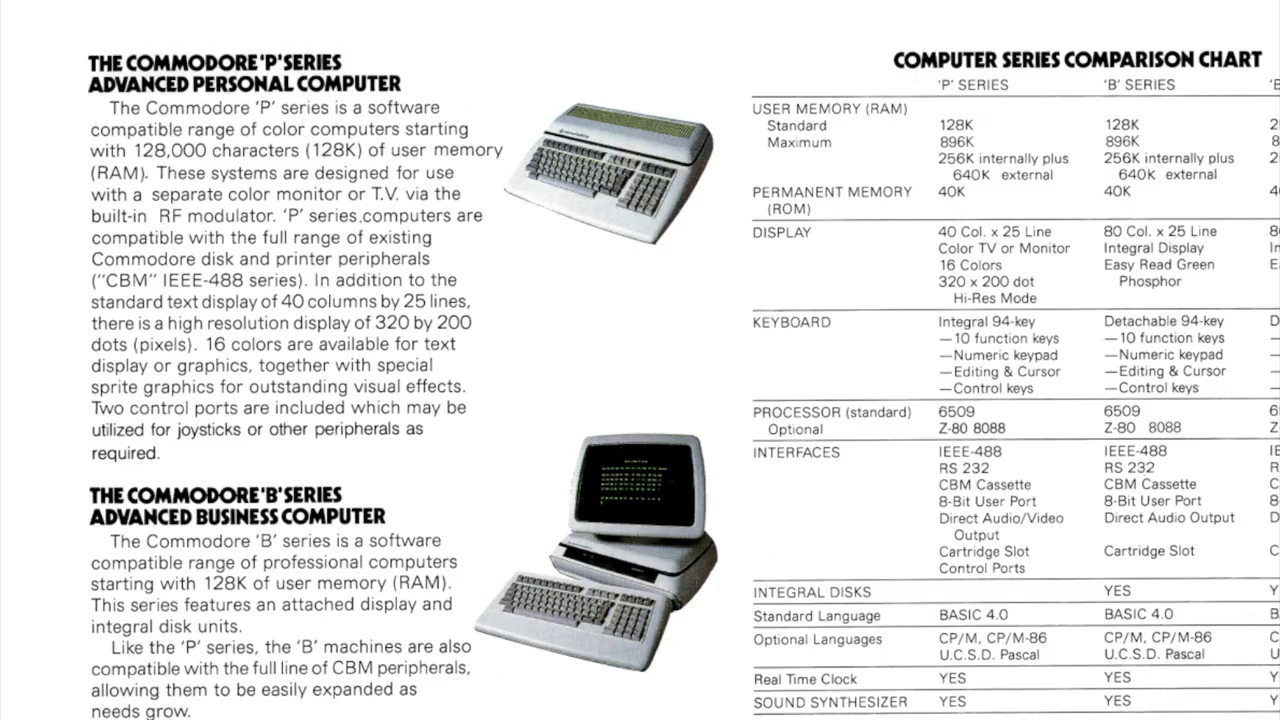 THE COMMODORE 'P' SERIES
ADVANCED PERSONAL COMPUTER
The Commodore 'P' series is a software
compatible range of color computers starting
with 128,000 characters (128K) of user memory
(RAM). These systems are designed for use
with a separate color monitor or T.V. via the
built-in RF modulator. 'P' series,computers are
compatible with the full range of existing
Commodore disk and printer peripherals
("CBM" IEEE-488 series). In addition to the
standard text display of 40 columns by 25 lines,
there is a high resolution display of 320 by 200
dots (pixels). 16 colors are available for text
display or graphics, together with special
sprite graphics for outstanding visual effects.
Two control ports are included which may be
utilized for joysticks or other peripherals as
required.
THE COMMODORE 'B' SERIES
ADVANCED BUSINESS COMPUTER
The Commodore 'B' series is a software
compatible range of professional computers
starting with 128K of user memory (RAM).
This series features an attached display and
integral disk units.
Like the 'P' series, the 'B' machines are also
compatible with the full line of CBM peripherals,
allowing them to be easily expanded as
needs grow.
COMPUTER SERIES COMPARISON CHART
'P' SERIES 'B' SERIES 'B
USER MEMORY (RAM)
Standard 128K 128K 2
Maximum 896K 896K 8
256K internally plus 256K internally plus 2
640K external 640K external
PERMANENT MEMORY 40K 40K 4
(ROM)
DISPLAY 40 Col. x 25 Line 80 Col. x 25 Line 8
Color TV or Monitor Integral Display In
16 Colors Easy Read Green E
320 x 200 dot Phosphor
Hi-Res Mode
KEYBOARD Integral 94-key Detachable 94-key D
—10 function keys —10 function keys —
—Numeric keypad —Numeric keypad —
—Editing & Cursor —Editing & Cursor —
—Control keys —Control keys —
PROCESSOR (standard) 6509 6509 6
Optional Z-80 8088 Z-80 8088 Z
INTERFACES IEEE-488 IEEE-488 IE
RS 232 RS 232 R
CBM Cassette CBM Cassette C
8-Bit User Port 8-Bit User Port 8
Direct Audio/Video Direct Audio Output D
Output
Cartridge Slot Cartridge Slot C
Control Ports
INTEGRAL DISKS YES Y
Standard Language BASIC 4.0 BASIC 4.0 B
Optional Languages CP/M, CP/M-86 CP/M, CP/M-86 C
U.C.S.D. Pascal U.C.S.D. Pascal U
Real Time Clock YES YES Y
SOUND SYNTHESIZER YES YES Y